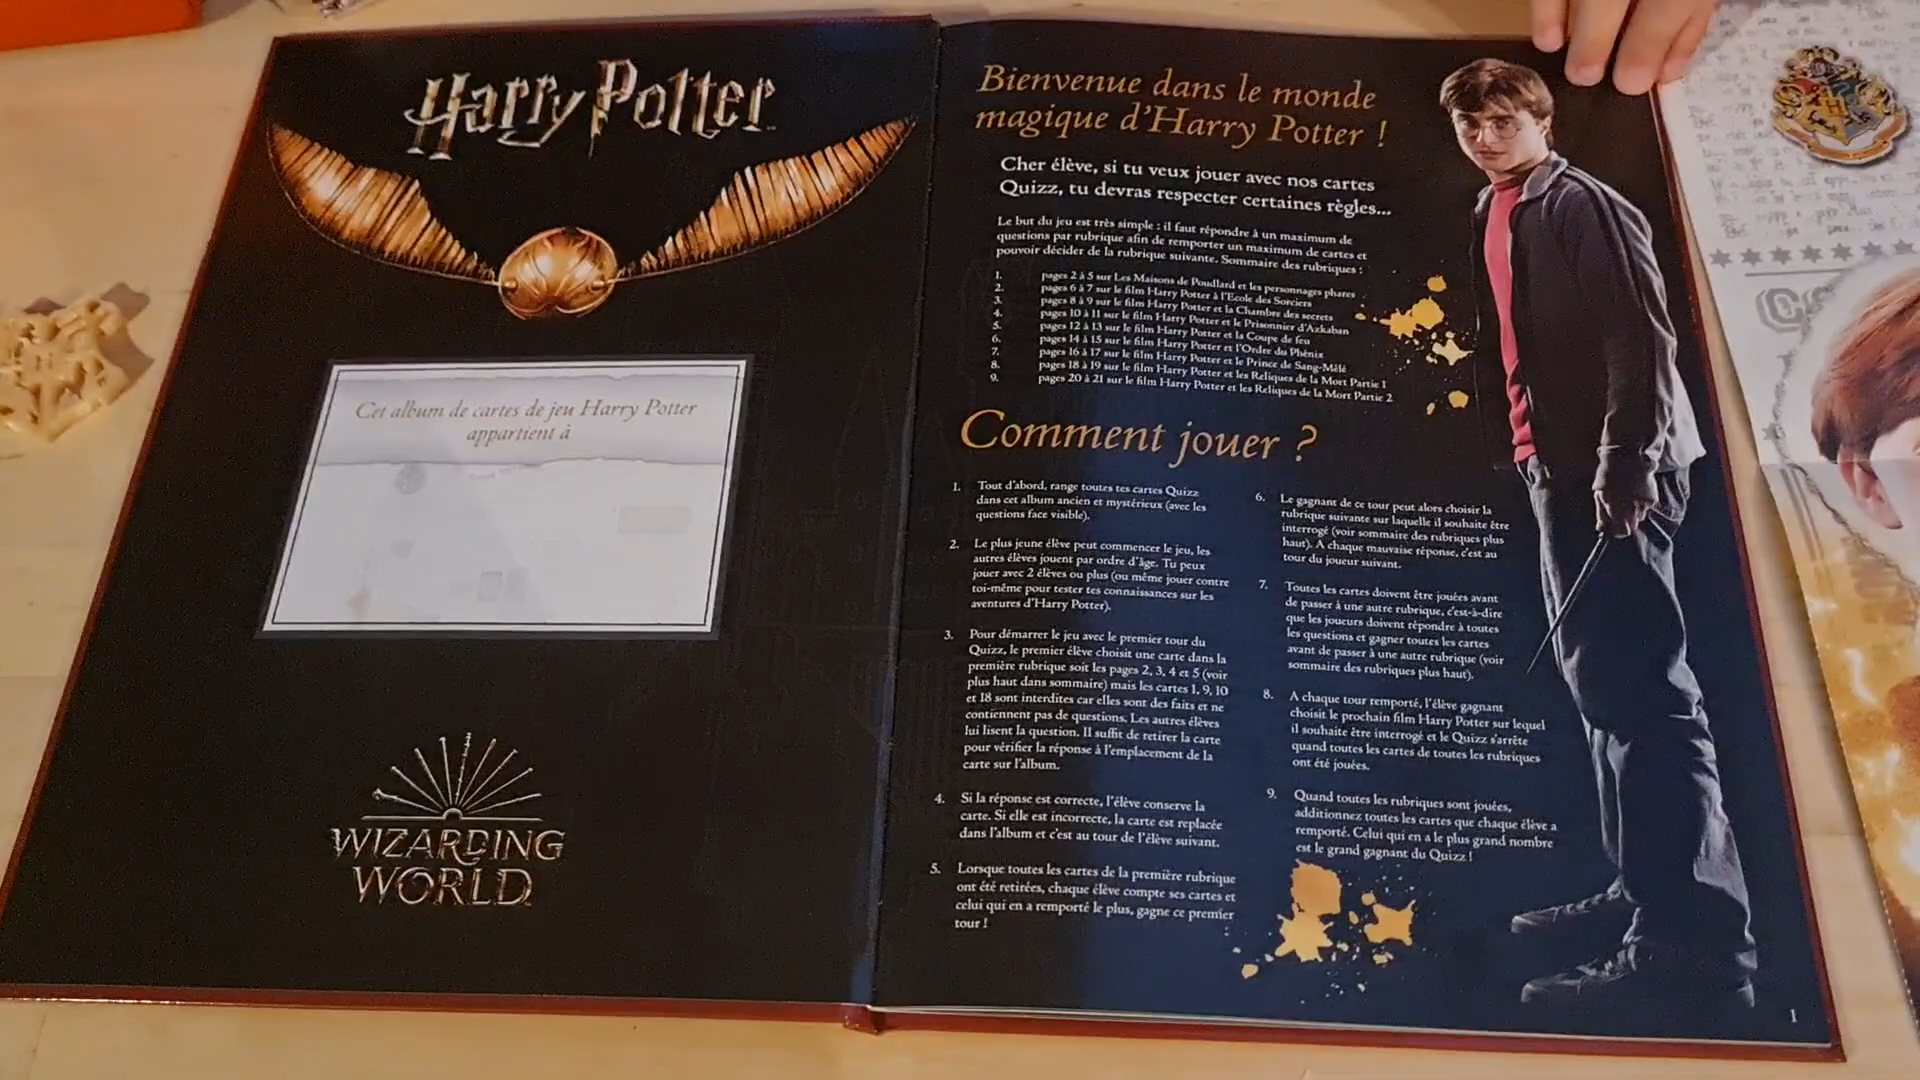 Harry Potter
Cet album de cartes de jeu Harry Potter
appartient à
WIZARDING
WORLD
Bienvenue dans le monde
magique d'Harry Potter !
Cher élève, si tu veux jouer avec nos cartes
Quizz, tu devras respecter certaines règles...
Le but du jeu est très simple : il faut répondre à un maximum de
questions par rubrique afin de remporter un maximum de cartes et
pouvoir décider de la rubrique suivante. Sommaire des rubriques :
1. pages 2 à 5 sur Les Maisons de Poudlard et les personnages phares
2. pages 6 à 7 sur le film Harry Potter à l'Ecole des Sorciers
3. pages 8 à 9 sur le film Harry Potter et la Chambre des secrets
4. pages 10 à 11 sur le film Harry Potter et le Prisonnier d'Azkaban
5. pages 12 à 13 sur le film Harry Potter et la Coupe de feu
6. pages 14 à 15 sur le film Harry Potter et l'Ordre du Phénix
7. pages 16 à 17 sur le film Harry Potter et le Prince de Sang-Mêlé
8. pages 18 à 19 sur le film Harry Potter et les Reliques de la Mort Partie 1
9. pages 20 à 21 sur le film Harry Potter et les Reliques de la Mort Partie 2
Comment jouer ?
1. Tout d'abord, range toutes tes cartes Quizz
dans cet album ancien et mystérieux (avec les
questions face visible).
2. Le plus jeune élève peut commencer le jeu, les
autres élèves jouent par ordre d'âge. Tu peux
jouer avec 2 élèves ou plus (ou même jouer contre
toi-même pour tester tes connaissances sur les
aventures d'Harry Potter).
3. Pour démarrer le jeu avec le premier tour du
Quizz, le premier élève choisit une carte dans la
première rubrique soit les pages 2, 3, 4 et 5 (voir
plus haut dans sommaire) mais les cartes 1, 9, 10
et 18 sont interdites car elles sont des faits et ne
contiennent pas de questions. Les autres élèves
lui lisent la question. Il suffit de retirer la carte
pour vérifier la réponse à l'emplacement de la
carte sur l'album.
4. Si la réponse est correcte, l'élève conserve la
carte. Si elle est incorrecte, la carte est replacée
dans l'album et c'est au tour de l'élève suivant.
5. Lorsque toutes les cartes de la première rubrique
ont été retirées, chaque élève compte ses cartes et
celui qui en a remporté le plus, gagne ce premier
tour !
6. Le gagnant de ce tour peut alors choisir la
rubrique suivante sur laquelle il souhaite être
interrogé (voir sommaire des rubriques plus
haut). A chaque mauvaise réponse, c'est au
tour du joueur suivant.
7. Toutes les cartes doivent être jouées avant
de passer à une autre rubrique, c'est-à-dire
que les joueurs doivent répondre à toutes
les questions et gagner toutes les cartes
avant de passer à une autre rubrique (voir
sommaire des rubriques plus haut).
8. A chaque tour remporté, l'élève gagnant
choisit le prochain film Harry Potter sur lequel
il souhaite être interrogé et le Quizz s'arrête
quand toutes les cartes de toutes les rubriques
ont été jouées.
9. Quand toutes les rubriques sont jouées,
additionnez toutes les cartes que chaque élève a
remporté. Celui qui en a le plus grand nombre
est le grand gagnant du Quizz !
1